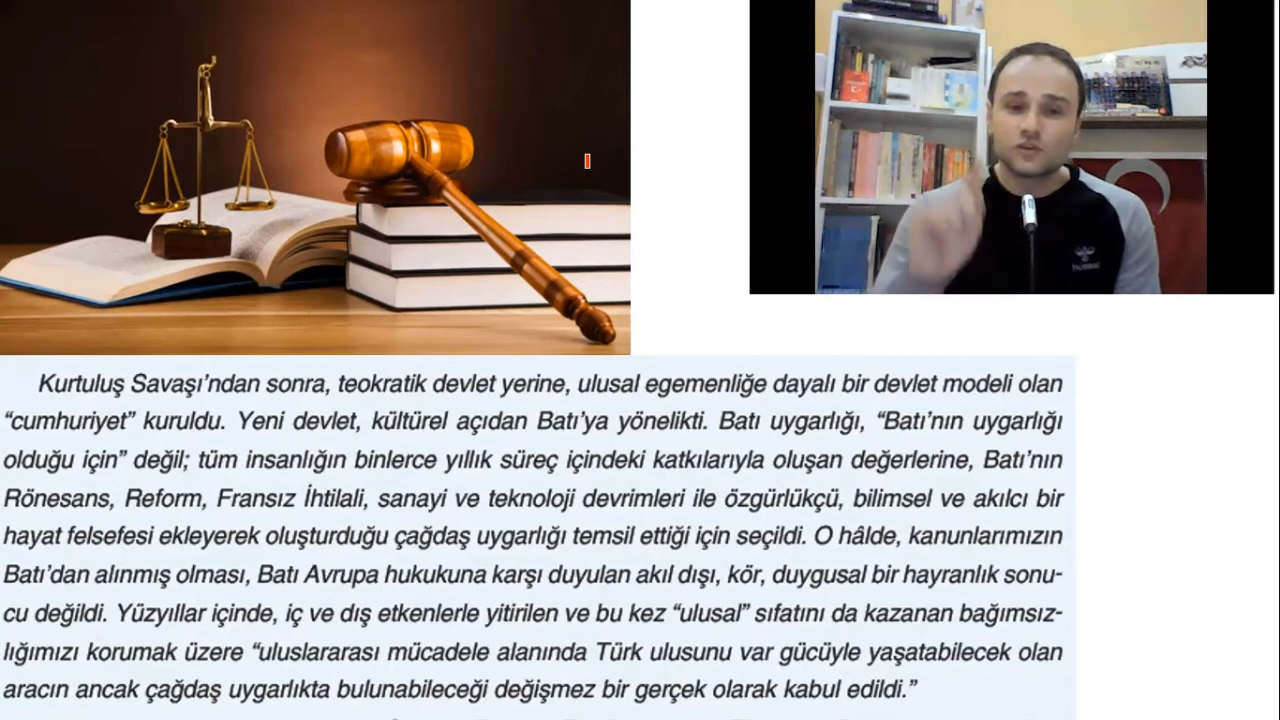 hummel
Kurtuluş Savaşı’ndan sonra, teokratik devlet yerine, ulusal egemenliğe dayalı bir devlet modeli olan
“cumhuriyet” kuruldu. Yeni devlet, kültürel açıdan Batı’ya yönelikti. Batı uygarlığı, “Batı’nın uygarlığı
olduğu için” değil; tüm insanlığın binlerce yıllık süreç içindeki katkılarıyla oluşan değerlerine, Batı’nın
Rönesans, Reform, Fransız İhtilali, sanayi ve teknoloji devrimleri ile özgürlükçü, bilimsel ve akılcı bir
hayat felsefesi ekleyerek oluşturduğu çağdaş uygarlığı temsil ettiği için seçildi. O hâlde, kanunlarımızın
Batı’dan alınmış olması, Batı Avrupa hukukuna karşı duyulan akıl dışı, kör, duygusal bir hayranlık sonu-
cu değildi. Yüzyıllar içinde, iç ve dış etkenlerle yitirilen ve bu kez “ulusal” sıfatını da kazanan bağımsız-
lığımızı korumak üzere “uluslararası mücadele alanında Türk ulusunu var gücüyle yaşatabilecek olan
aracın ancak çağdaş uygarlıkta bulunabileceği değişmez bir gerçek olarak kabul edildi.”